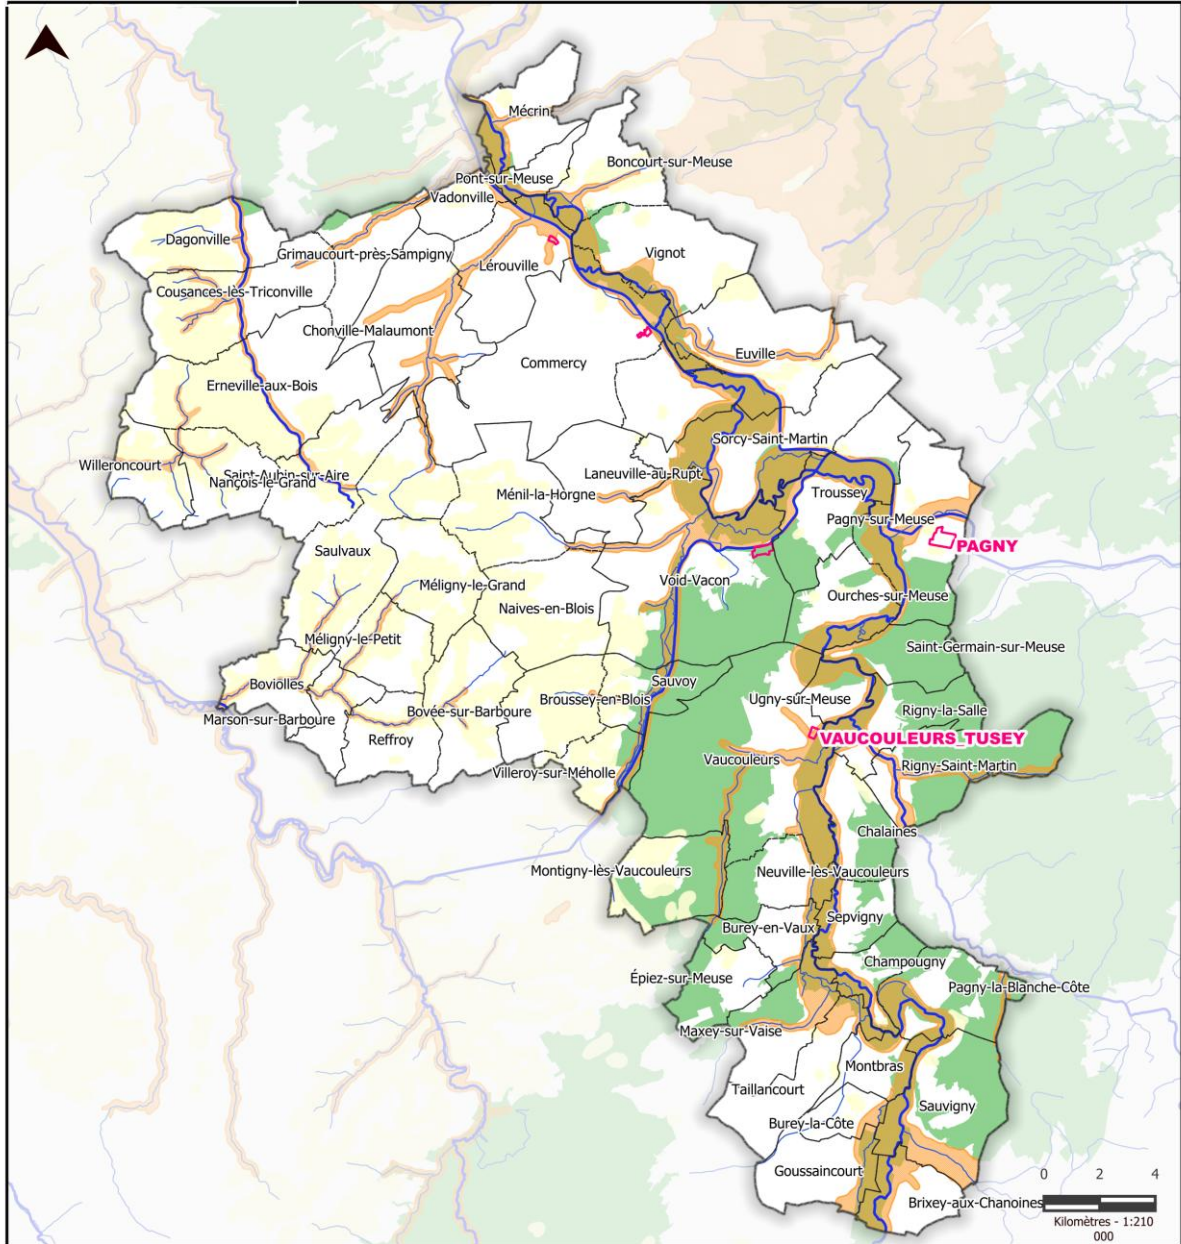 Mécrin
Boncourt-sur-Meuse
Pont-sur-Meuse
Vadonville
Dagonville
Grimaucourt-près-Sampigny
Vignot
Lérouville
Cousances-lès-Triconville
Chonville-Malaumont
Euville
Commercy
Erneville-aux-Bois
Sorcy-Saint-Martin
Willeroncourt
Saint-Aubin-sur-Aire
Nançois-le-Grand
Laneuville-au-Rupt
Ménil-la-Horgne
Troussey
Pagny-sur-Meuse
PAGNY
Saulvaux
Void-Vacon
Méligny-le-Grand
Ourches-sur-Meuse
Naives-en-Blois
Méligny-le-Petit
Saint-Germain-sur-Meuse
Boviolles
Sauvoy
Broussey-en-Blois
Ugny-sur-Meuse
Rigny-la-Salle
Marson-sur-Barboure
Bovée-sur-Barboure
Reffroy
VAUCOULEURS_TUSEY
Vaucouleurs
Rigny-Saint-Martin
Villeroy-sur-Méholle
Chalaines
Montigny-lès-Vaucouleurs
Neuville-lès-Vaucouleurs
Sepvigny
Burey-en-Vaux
Champougny
Épiez-sur-Meuse
Pagny-la-Blanche-Côte
Maxey-sur-Vaise
Montbras
Taillancourt
Sauvigny
Burey-la-Côte
Goussaincourt
Brixey-aux-Chanoines
0 2 4
Kilomètres - 1:210
000